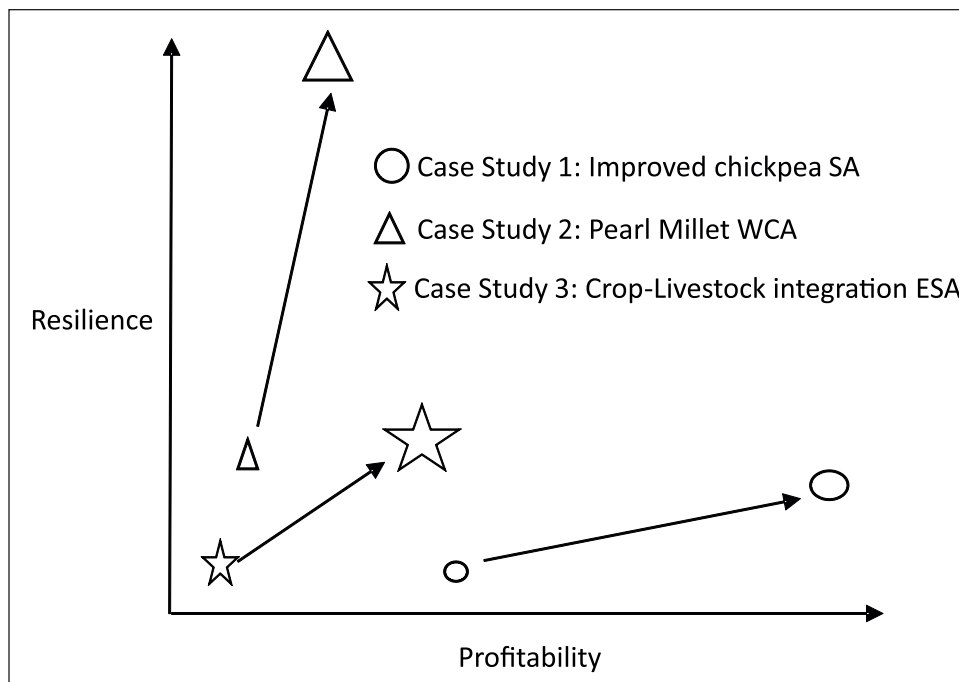 Case Study 1: Improved chickpea SA
Case Study 2: Pearl Millet WCA
Case Study 3: Crop-Livestock integration ESA
Resilience
Profitability